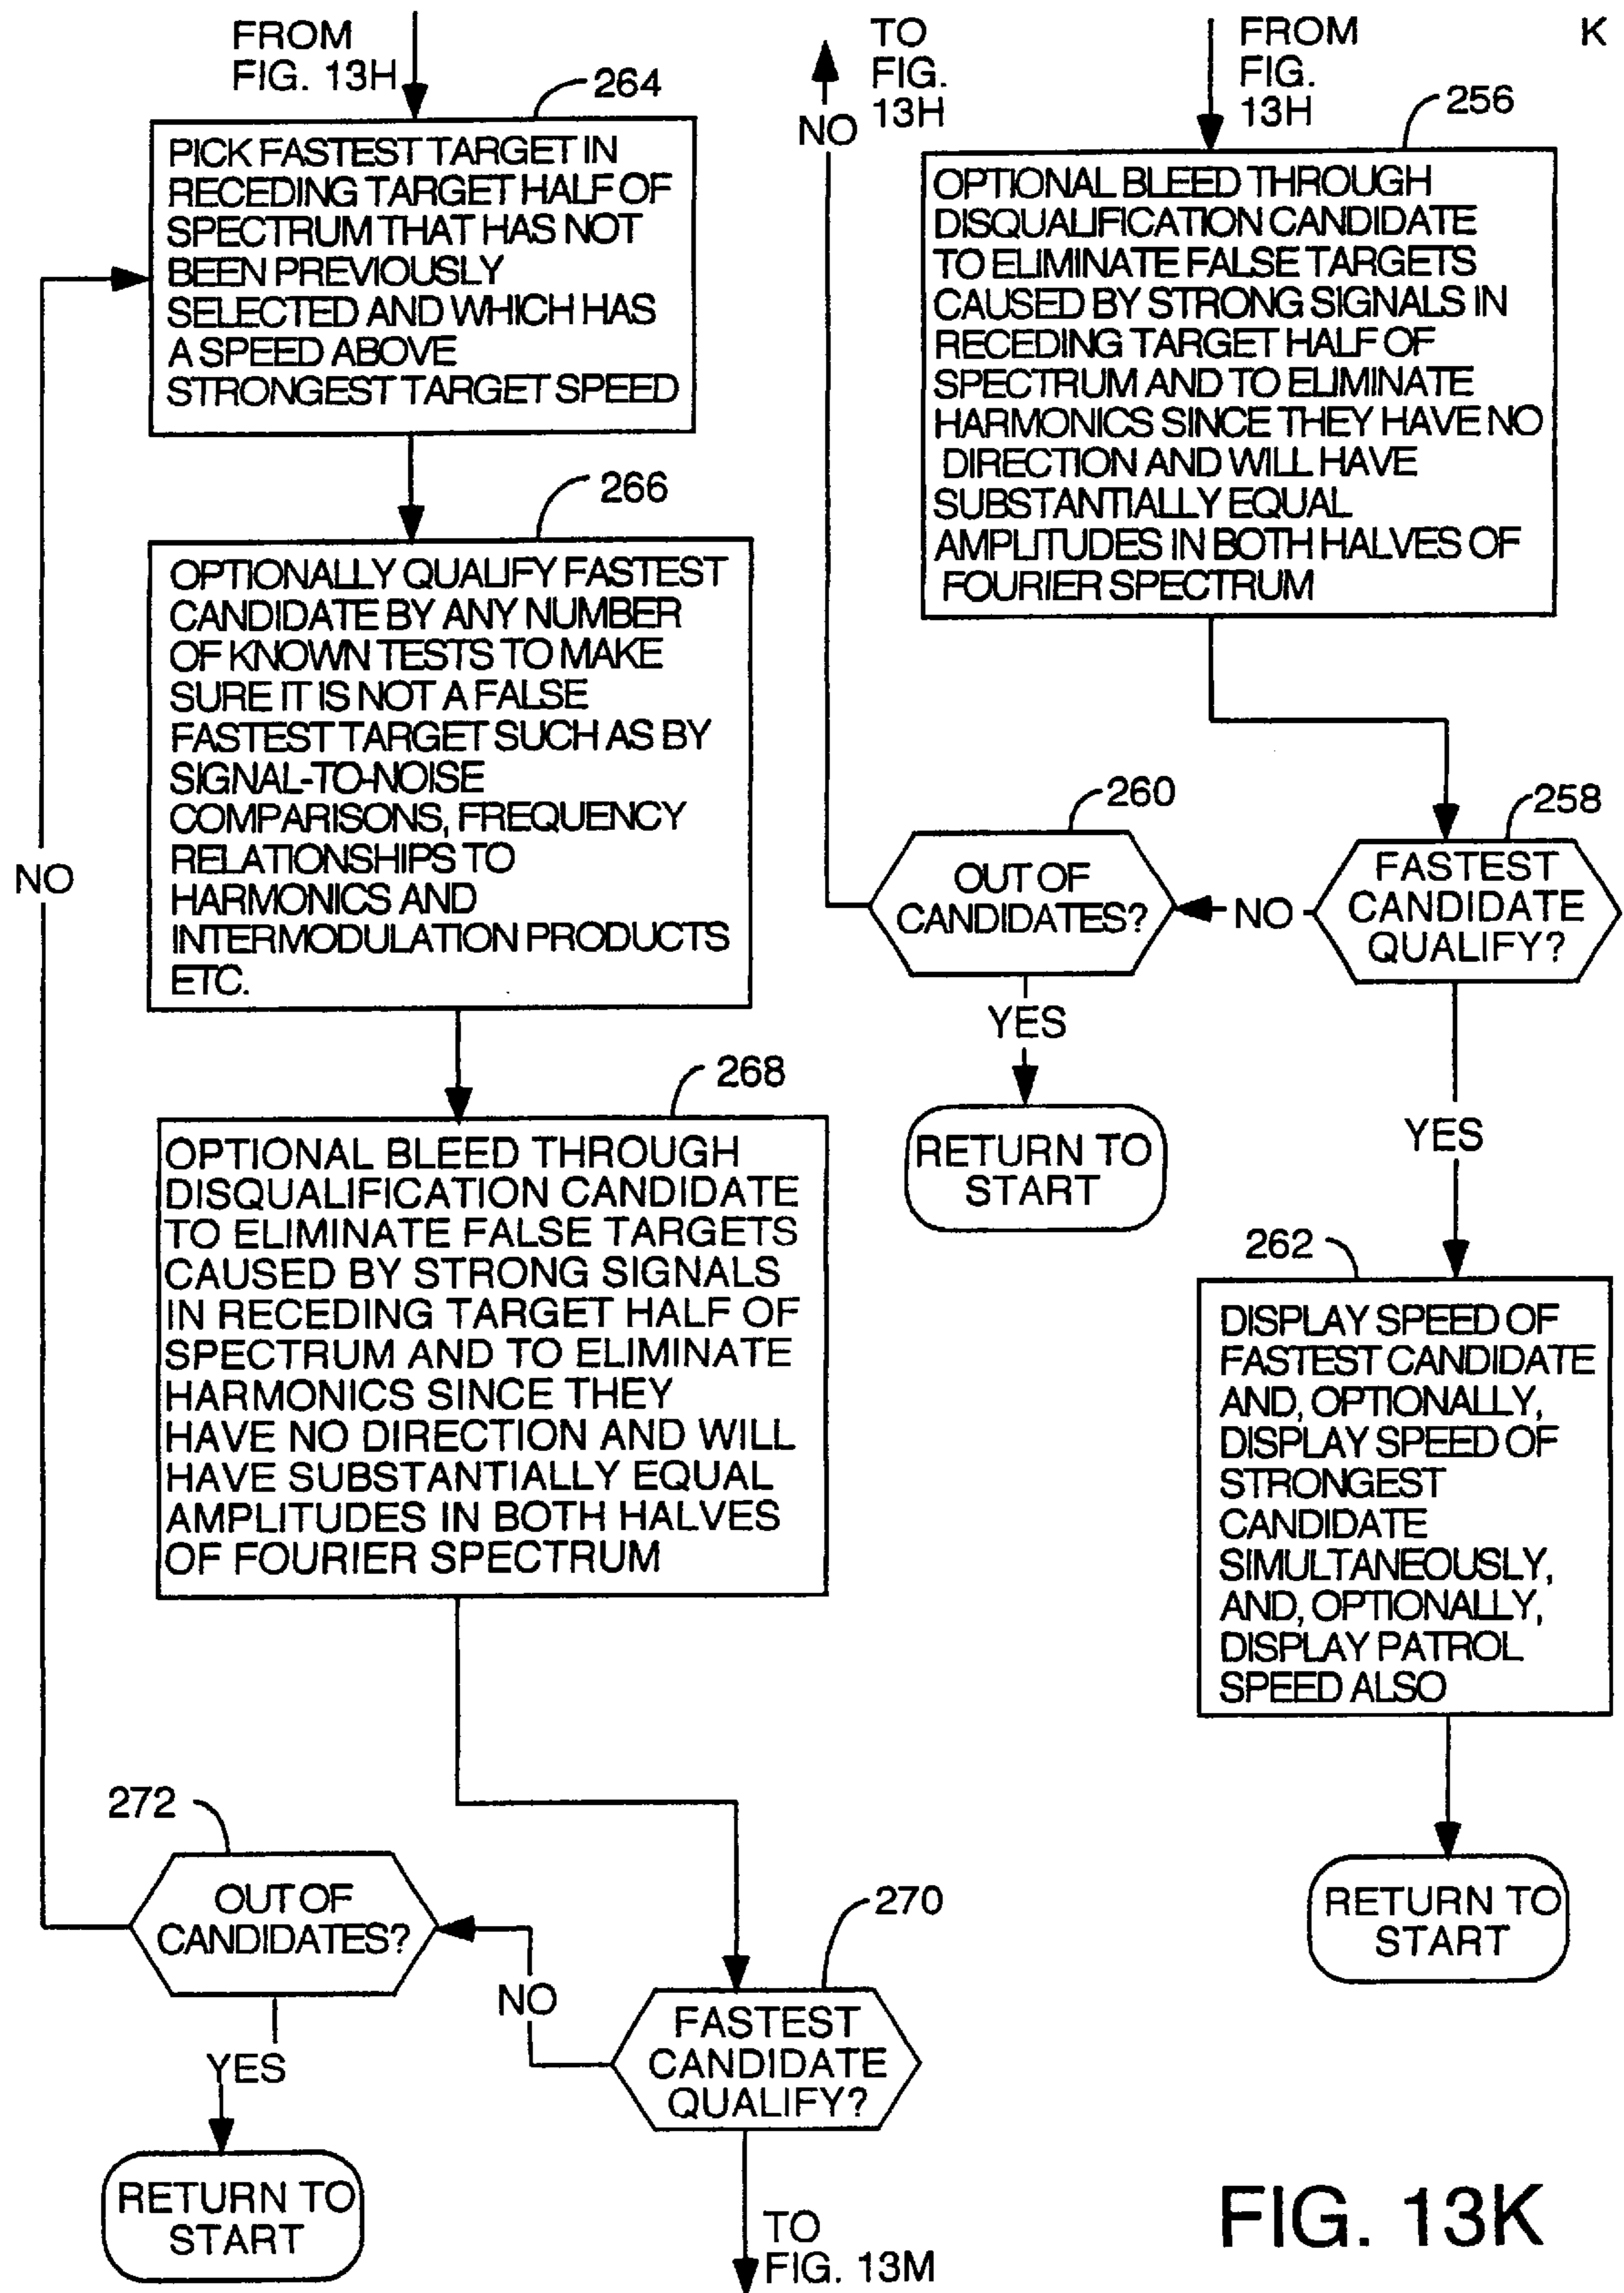 FROM
FIG. 13H
264
PICK FASTEST TARGET IN
RECEDING TARGET HALF OF
SPECTRUM THAT HAS NOT
BEEN PREVIOUSLY
SELECTED AND WHICH HAS
A SPEED ABOVE
STRONGEST TARGET SPEED
266
OPTIONALLY QUALIFY FASTEST
CANDIDATE BY ANY NUMBER
OF KNOWN TESTS TO MAKE
SURE IT IS NOT A FALSE
FASTEST TARGET SUCH AS BY
SIGNAL-TO-NOISE
COMPARISONS, FREQUENCY
RELATIONSHIPS TO
HARMONICS AND
INTERMODULATION PRODUCTS
ETC.
NO
268
OPTIONAL BLEED THROUGH
DISQUALIFICATION CANDIDATE
TO ELIMINATE FALSE TARGETS
CAUSED BY STRONG SIGNALS
IN RECEDING TARGET HALF OF
SPECTRUM AND TO ELIMINATE
HARMONICS SINCE THEY
HAVE NO DIRECTION AND WILL
HAVE SUBSTANTIALLY EQUAL
AMPLITUDES IN BOTH HALVES
OF FOURIER SPECTRUM
272
OUT OF
CANDIDATES?
NO
270
FASTEST
CANDIDATE
QUALIFY?
YES
RETURN TO
START
TO
FIG. 13M
TO
FIG.
13H
NO
FROM
FIG.
13H
K
256
OPTIONAL BLEED THROUGH
DISQUALIFICATION CANDIDATE
TO ELIMINATE FALSE TARGETS
CAUSED BY STRONG SIGNALS IN
RECEDING TARGET HALF OF
SPECTRUM AND TO ELIMINATE
HARMONICS SINCE THEY HAVE NO
DIRECTION AND WILL HAVE
SUBSTANTIALLY EQUAL
AMPLITUDES IN BOTH HALVES OF
FOURIER SPECTRUM
260
OUT OF
CANDIDATES?
NO
258
FASTEST
CANDIDATE
QUALIFY?
YES
RETURN TO
START
YES
262
DISPLAY SPEED OF
FASTEST CANDIDATE
AND, OPTIONALLY,
DISPLAY SPEED OF
STRONGEST
CANDIDATE
SIMULTANEOUSLY,
AND, OPTIONALLY,
DISPLAY PATROL
SPEED ALSO
RETURN TO
START
FIG. 13K